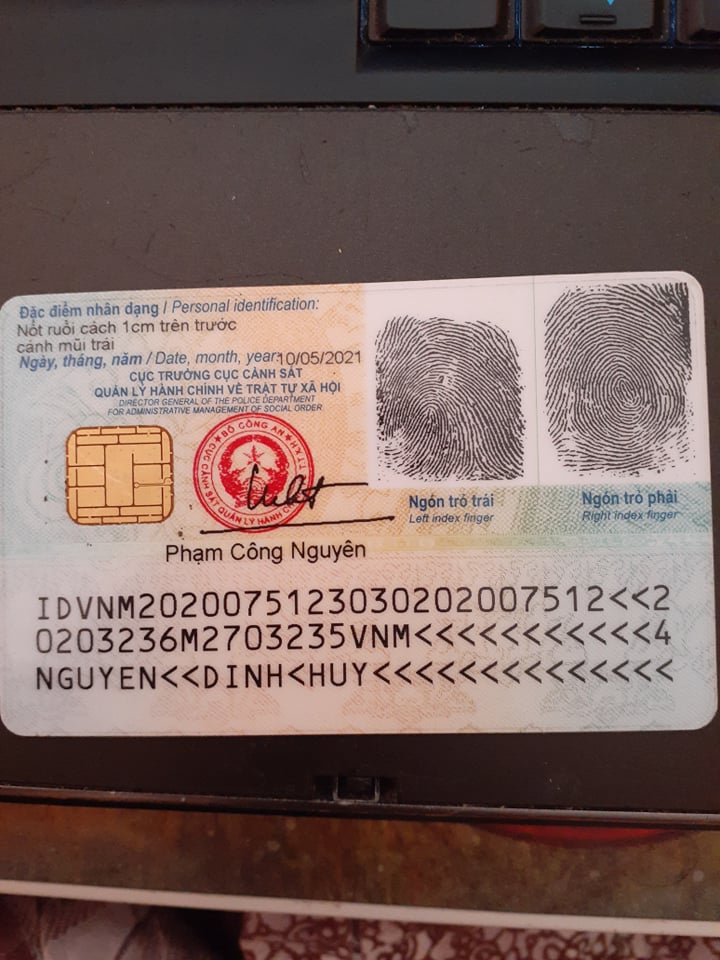 Đặc điểm nhân dạng / Personal identification:
Nốt ruồi cách 1cm trên trước
cánh mũi trái
Ngày, tháng, năm / Date, month, year: 10/05/2021
CỤC TRƯỞNG CỤC CẢNH SÁT
QUẢN LÝ HÀNH CHÍNH VỀ TRẬT TỰ XÃ HỘI
DIRECTOR GENERAL OF THE POLICE DEPARTMENT
FOR ADMINISTRATIVE MANAGEMENT OF SOCIAL ORDER
BỘ CÔNG AN
CỤC CẢNH SÁT QUẢN LÝ HÀNH CHÍNH
Phạm Công Nguyên
Ngón trỏ trái
Left index finger
Ngón trỏ phải
Right index finger
IDVNM2020075123030202007512<<2
0203236M2703235VNM<<<<<<<<<<<4
NGUYEN<<DINH<HUY<<<<<<<<<<<<<<